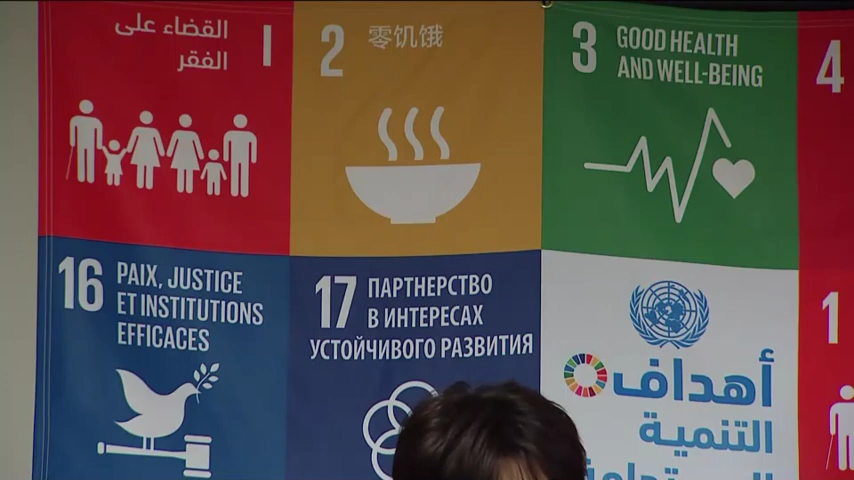 1
القضاء على
الفقر
2
零饥饿
3
GOOD HEALTH
AND WELL-BEING
4
16
PAIX, JUSTICE
ET INSTITUTIONS
EFFICACES
17
ПАРТНЕРСТВО
В ИНТЕРЕСАХ
УСТОЙЧИВОГО РАЗВИТИЯ
أهداف
التنمية
1